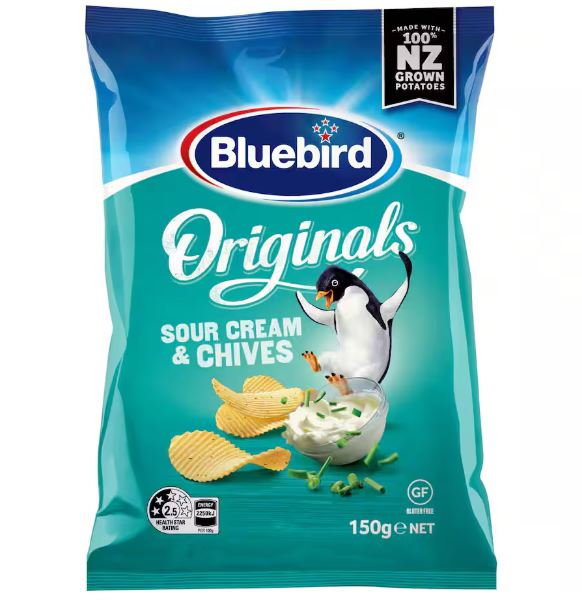 MADE WITH
100%
NZ
GROWN
POTATOES
Bluebird®
Originals
SOUR CREAM
& CHIVES
2.5
HEALTH STAR
RATING
ENERGY
2250kJ
PER 100g
GF
GLUTEN FREE
150g℮NET